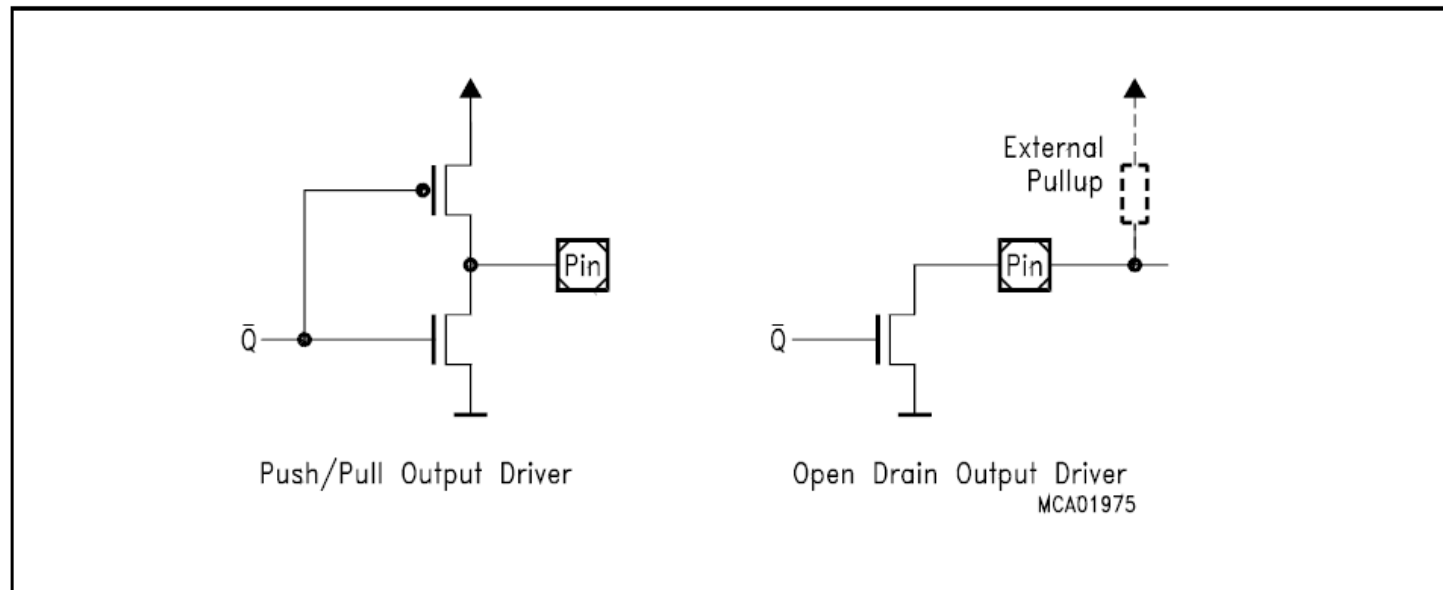 External
Pullup
Pin
Pin
Q̄
Q̄
Push/Pull Output Driver
Open Drain Output Driver
MCA01975